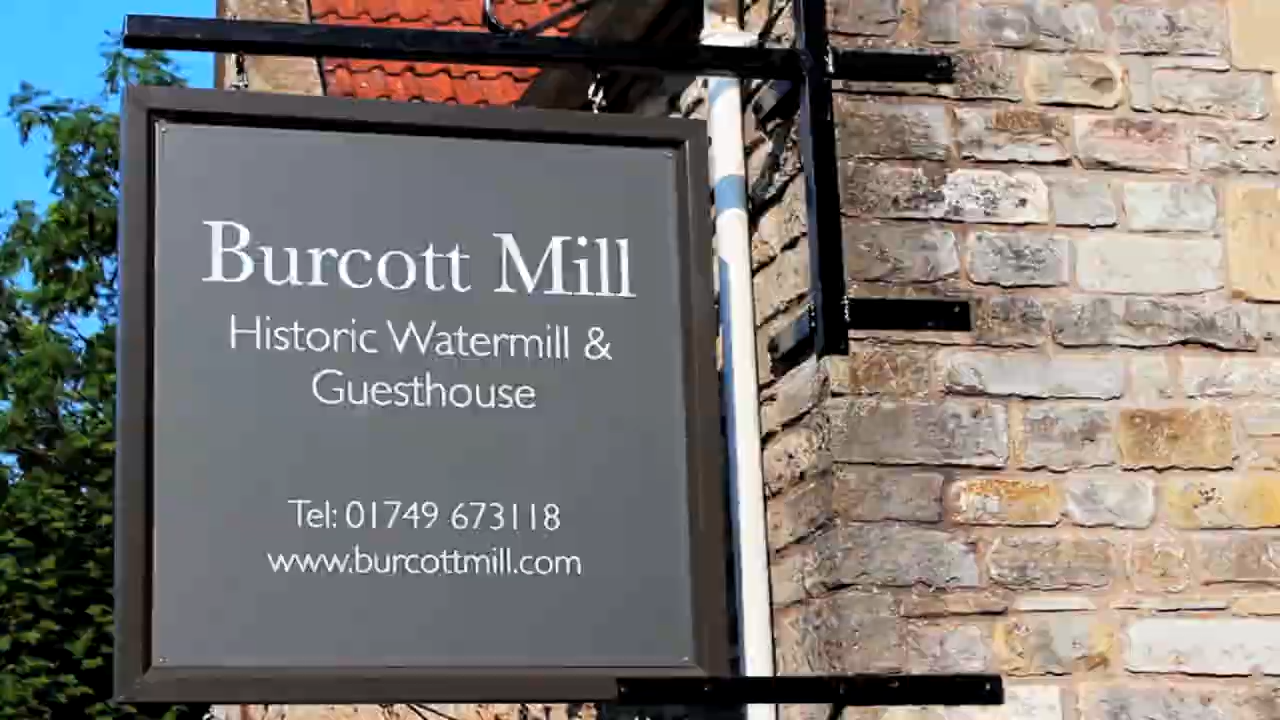 Burcott Mill
Historic Watermill &
Guesthouse
Tel: 01749 673118
www.burcottmill.com